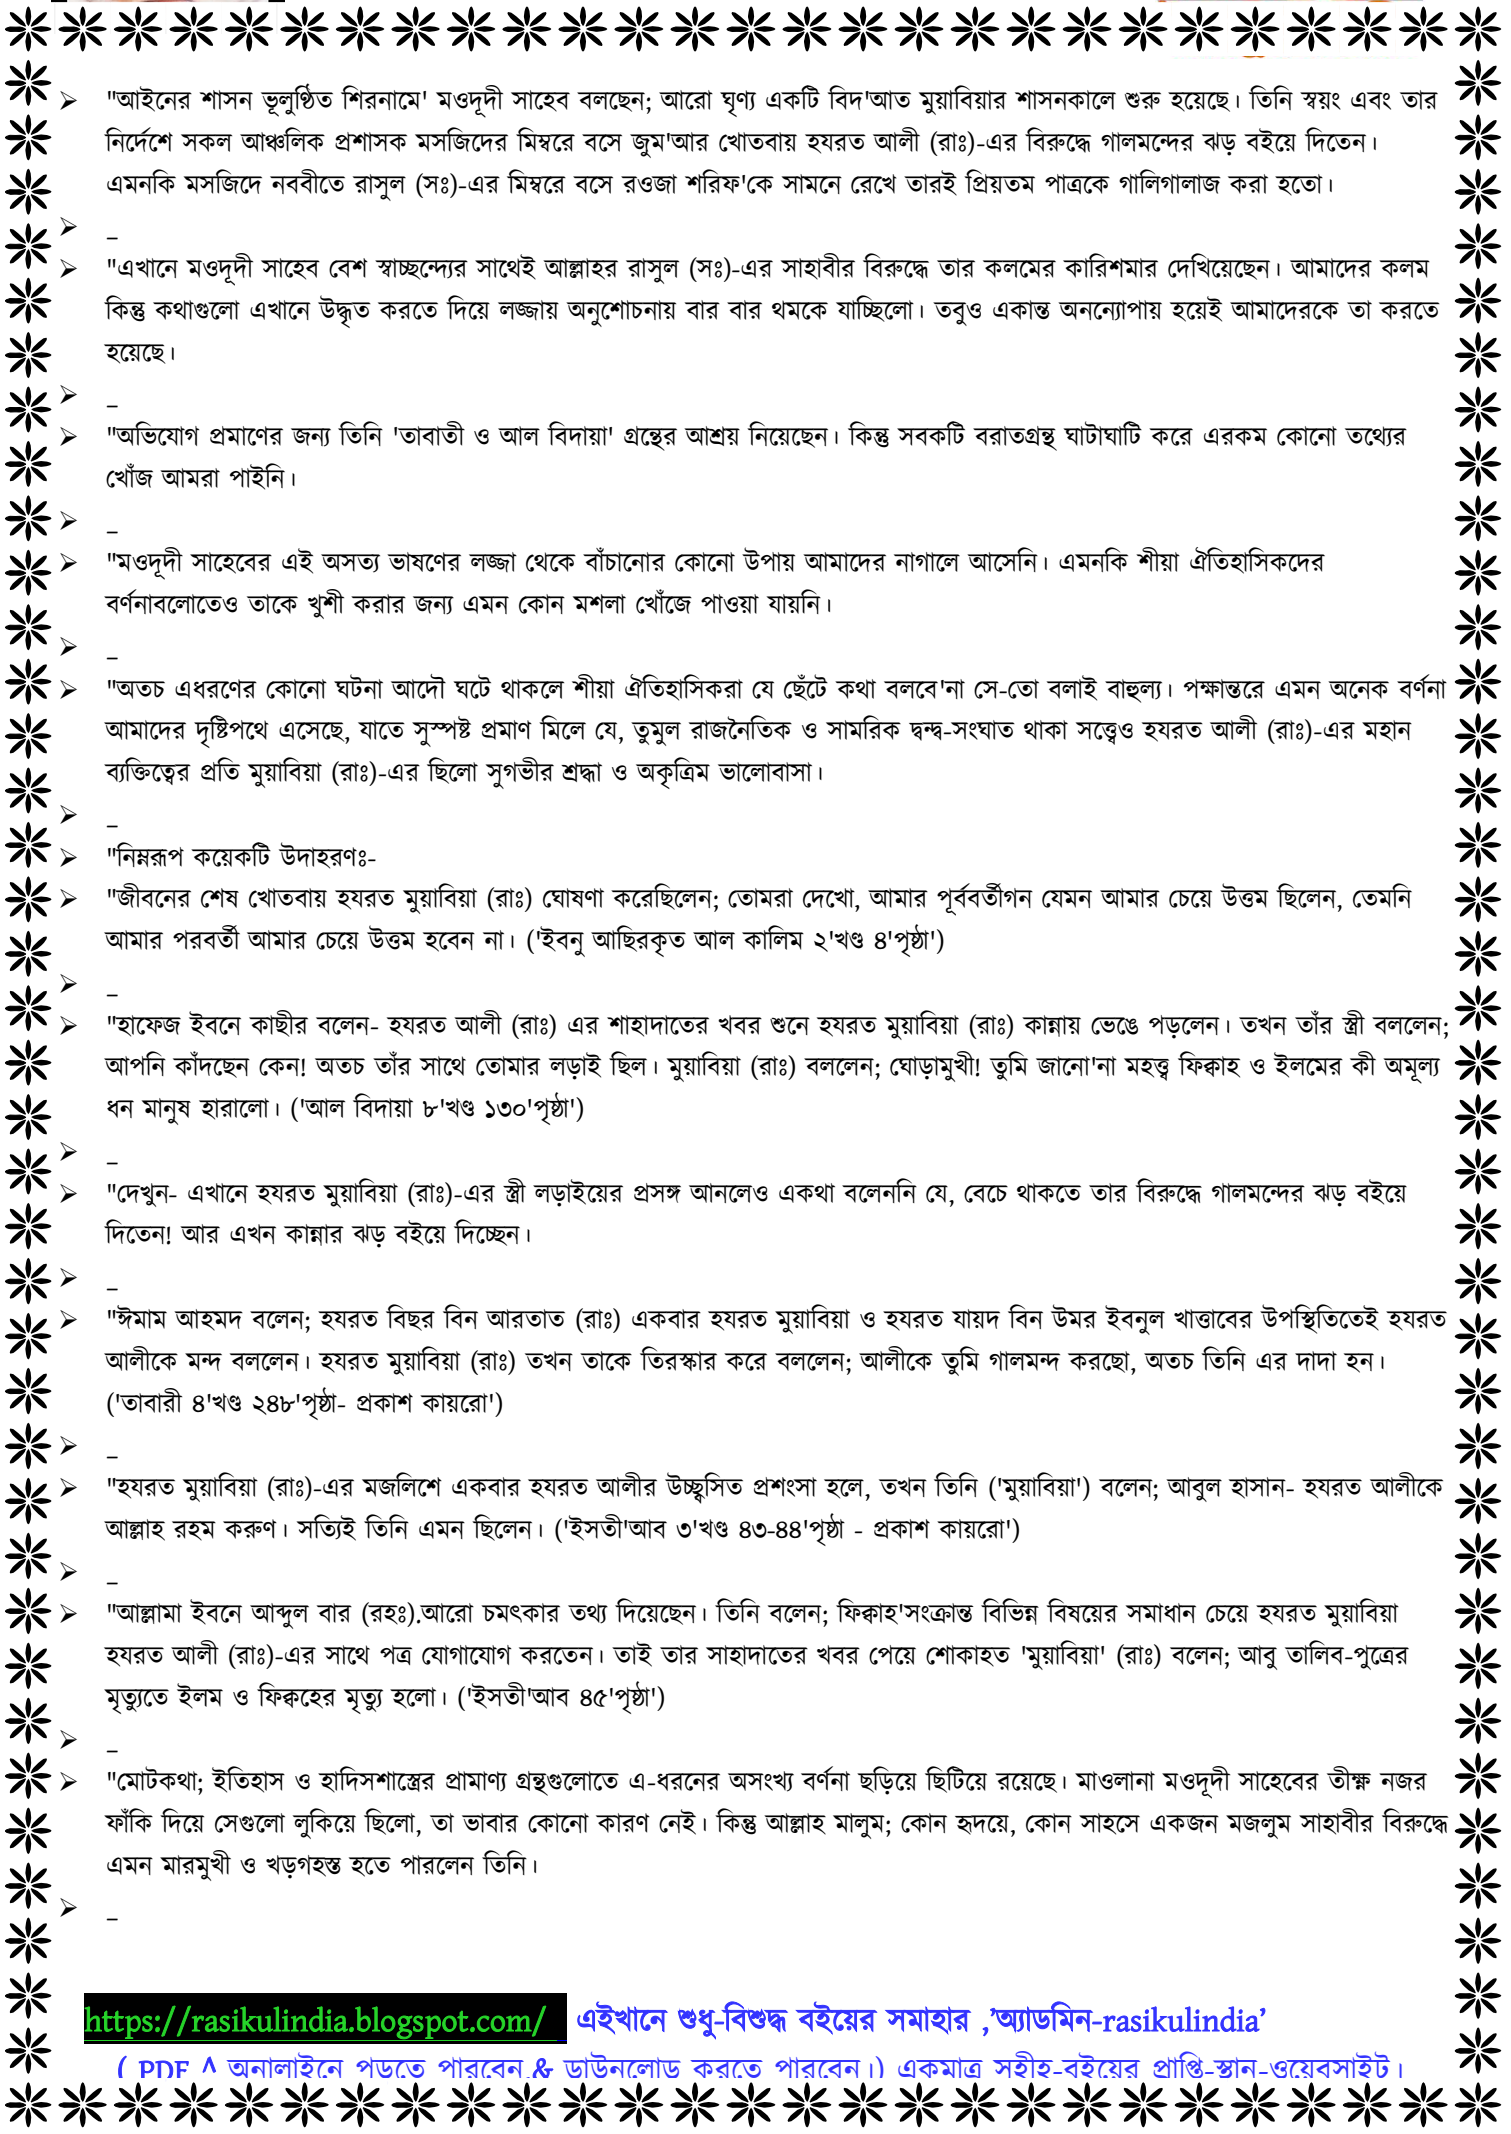 ➢ "আইনের শাসন ভূলুণ্ঠিত শিরনামে' মওদূদী সাহেব বলছেন; আরো ঘৃণ্য একটি বিদ'আত মুয়াবিয়ার শাসনকালে শুরু হয়েছে। তিনি স্বয়ং এবং তার
নির্দেশে সকল আঞ্চলিক প্রশাসক মসজিদের মিম্বরে বসে জুম'আর খোতবায় হযরত আলী (রাঃ)-এর বিরুদ্ধে গালমন্দের ঝড় বইয়ে দিতেন।
এমনকি মসজিদে নববীতে রাসুল (সঃ)-এর মিম্বরে বসে রওজা শরিফ'কে সামনে রেখে তারই প্রিয়তম পাত্রকে গালিগালাজ করা হতো।
➢ _
➢ "এখানে মওদূদী সাহেব বেশ স্বাচ্ছন্দ্যের সাথেই আল্লাহর রাসুল (সঃ)-এর সাহাবীর বিরুদ্ধে তার কলমের কারিশমার দেখিয়েছেন। আমাদের কলম
কিন্তু কথাগুলো এখানে উদ্ধৃত করতে দিয়ে লজ্জায় অনুশোচনায় বার বার থমকে যাচ্ছিলো। তবুও একান্ত অনন্যোপায় হয়েই আমাদেরকে তা করতে
হয়েছে।
➢ _
➢ "অভিযোগ প্রমাণের জন্য তিনি 'তাবাতী ও আল বিদায়া' গ্রন্থের আশ্রয় নিয়েছেন। কিন্তু সবকটি বরাতগ্রন্থ ঘাটাঘাটি করে এরকম কোনো তথ্যের
খোঁজ আমরা পাইনি।
➢ _
➢ "মওদূদী সাহেবের এই অসত্য ভাষণের লজ্জা থেকে বাঁচানোর কোনো উপায় আমাদের নাগালে আসেনি। এমনকি শীয়া ঐতিহাসিকদের
বর্ণনাবলোতেও তাকে খুশী করার জন্য এমন কোন মশলা খোঁজে পাওয়া যায়নি।
➢ _
➢ "অতচ এধরণের কোনো ঘটনা আদৌ ঘটে থাকলে শীয়া ঐতিহাসিকরা যে ছেঁটে কথা বলবে'না সে-তো বলাই বাহুল্য। পক্ষান্তরে এমন অনেক বর্ণনা
আমাদের দৃষ্টিপথে এসেছে, যাতে সুস্পষ্ট প্রমাণ মিলে যে, তুমুল রাজনৈতিক ও সামরিক দ্বন্দ্ব-সংঘাত থাকা সত্ত্বেও হযরত আলী (রাঃ)-এর মহান
ব্যক্তিত্বের প্রতি মুয়াবিয়া (রাঃ)-এর ছিলো সুগভীর শ্রদ্ধা ও অকৃত্রিম ভালোবাসা।
➢ _
➢ "নিম্নরূপ কয়েকটি উদাহরণঃ-
➢ "জীবনের শেষ খোতবায় হযরত মুয়াবিয়া (রাঃ) ঘোষণা করেছিলেন; তোমরা দেখো, আমার পূর্ববর্তীগন যেমন আমার চেয়ে উত্তম ছিলেন, তেমনি
আমার পরবর্তী আমার চেয়ে উত্তম হবেন না। ('ইবনু আছিরকৃত আল কালিম ২'খণ্ড ৪'পৃষ্ঠা')
➢ _
➢ "হাফেজ ইবনে কাছীর বলেন- হযরত আলী (রাঃ) এর শাহাদাতের খবর শুনে হযরত মুয়াবিয়া (রাঃ) কান্নায় ভেঙে পড়লেন। তখন তাঁর স্ত্রী বললেন;
আপনি কাঁদছেন কেন! অতচ তাঁর সাথে তোমার লড়াই ছিল। মুয়াবিয়া (রাঃ) বললেন; ঘোড়ামুখী! তুমি জানো'না মহত্ত্ব ফিক্বাহ ও ইলমের কী অমূল্য
ধন মানুষ হারালো। ('আল বিদায়া ৮'খণ্ড ১৩০'পৃষ্ঠা')
➢ _
➢ "দেখুন- এখানে হযরত মুয়াবিয়া (রাঃ)-এর স্ত্রী লড়াইয়ের প্রসঙ্গ আনলেও একথা বলেননি যে, বেচে থাকতে তার বিরুদ্ধে গালমন্দের ঝড় বইয়ে
দিতেন! আর এখন কান্নার ঝড় বইয়ে দিচ্ছেন।
➢ _
➢ "ঈমাম আহমদ বলেন; হযরত বিছর বিন আরতাত (রাঃ) একবার হযরত মুয়াবিয়া ও হযরত যায়দ বিন উমর ইবনুল খাত্তাবের উপস্থিতিতেই হযরত
আলীকে মন্দ বললেন। হযরত মুয়াবিয়া (রাঃ) তখন তাকে তিরস্কার করে বললেন; আলীকে তুমি গালমন্দ করছো, অতচ তিনি এর দাদা হন।
('তাবারী ৪'খণ্ড ২৪৮'পৃষ্ঠা- প্রকাশ কায়রো')
➢ _
➢ "হযরত মুয়াবিয়া (রাঃ)-এর মজলিশে একবার হযরত আলীর উচ্ছ্বসিত প্রশংসা হলে, তখন তিনি ('মুয়াবিয়া') বলেন; আবুল হাসান- হযরত আলীকে
আল্লাহ রহম করুণ। সত্যিই তিনি এমন ছিলেন। ('ইসতী'আব ৩'খণ্ড ৪৩-৪৪'পৃষ্ঠা - প্রকাশ কায়রো')
➢ _
➢ "আল্লামা ইবনে আব্দুল বার (রহঃ).আরো চমৎকার তথ্য দিয়েছেন। তিনি বলেন; ফিক্বাহ'সংক্রান্ত বিভিন্ন বিষয়ের সমাধান চেয়ে হযরত মুয়াবিয়া
হযরত আলী (রাঃ)-এর সাথে পত্র যোগাযোগ করতেন। তাই তার সাহাদাতের খবর পেয়ে শোকাহত 'মুয়াবিয়া' (রাঃ) বলেন; আবু তালিব-পুত্রের
মৃত্যুতে ইলম ও ফিক্বহের মৃত্যু হলো। ('ইসতী'আব ৪৫'পৃষ্ঠা')
➢ _
➢ "মোটকথা; ইতিহাস ও হাদিসশাস্ত্রের প্রামাণ্য গ্রন্থগুলোতে এ-ধরনের অসংখ্য বর্ণনা ছড়িয়ে ছিটিয়ে রয়েছে। মাওলানা মওদূদী সাহেবের তীক্ষ্ণ নজর
ফাঁকি দিয়ে সেগুলো লুকিয়ে ছিলো, তা ভাবার কোনো কারণ নেই। কিন্তু আল্লাহ মালুম; কোন হৃদয়ে, কোন সাহসে একজন মজলুম সাহাবীর বিরুদ্ধে
এমন মারমুখী ও খড়গহস্ত হতে পারলেন তিনি।
➢ _
https://rasikulindia.blogspot.com/ এইখানে শুধু-বিশুদ্ধ বইয়ের সমাহার ,'অ্যাডমিন-rasikulindia'
( PDF ^ অনালাইনে পড়তে পারবেন.& ডাউনলোড করতে পারবেন।) একমাত্র সহীহ-বইয়ের প্রাপ্তি-স্থান-ওয়েবসাইট।